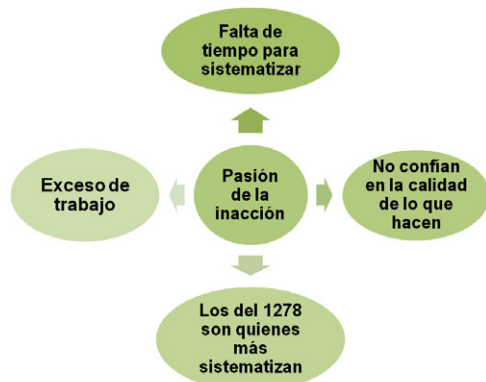 Falta de
tiempo para
sistematizar
Exceso de
trabajo
Pasión
de la
inacción
No confian
en la calidad
de lo que
hacen
Los del 1278
son quienes
más
sistematizan